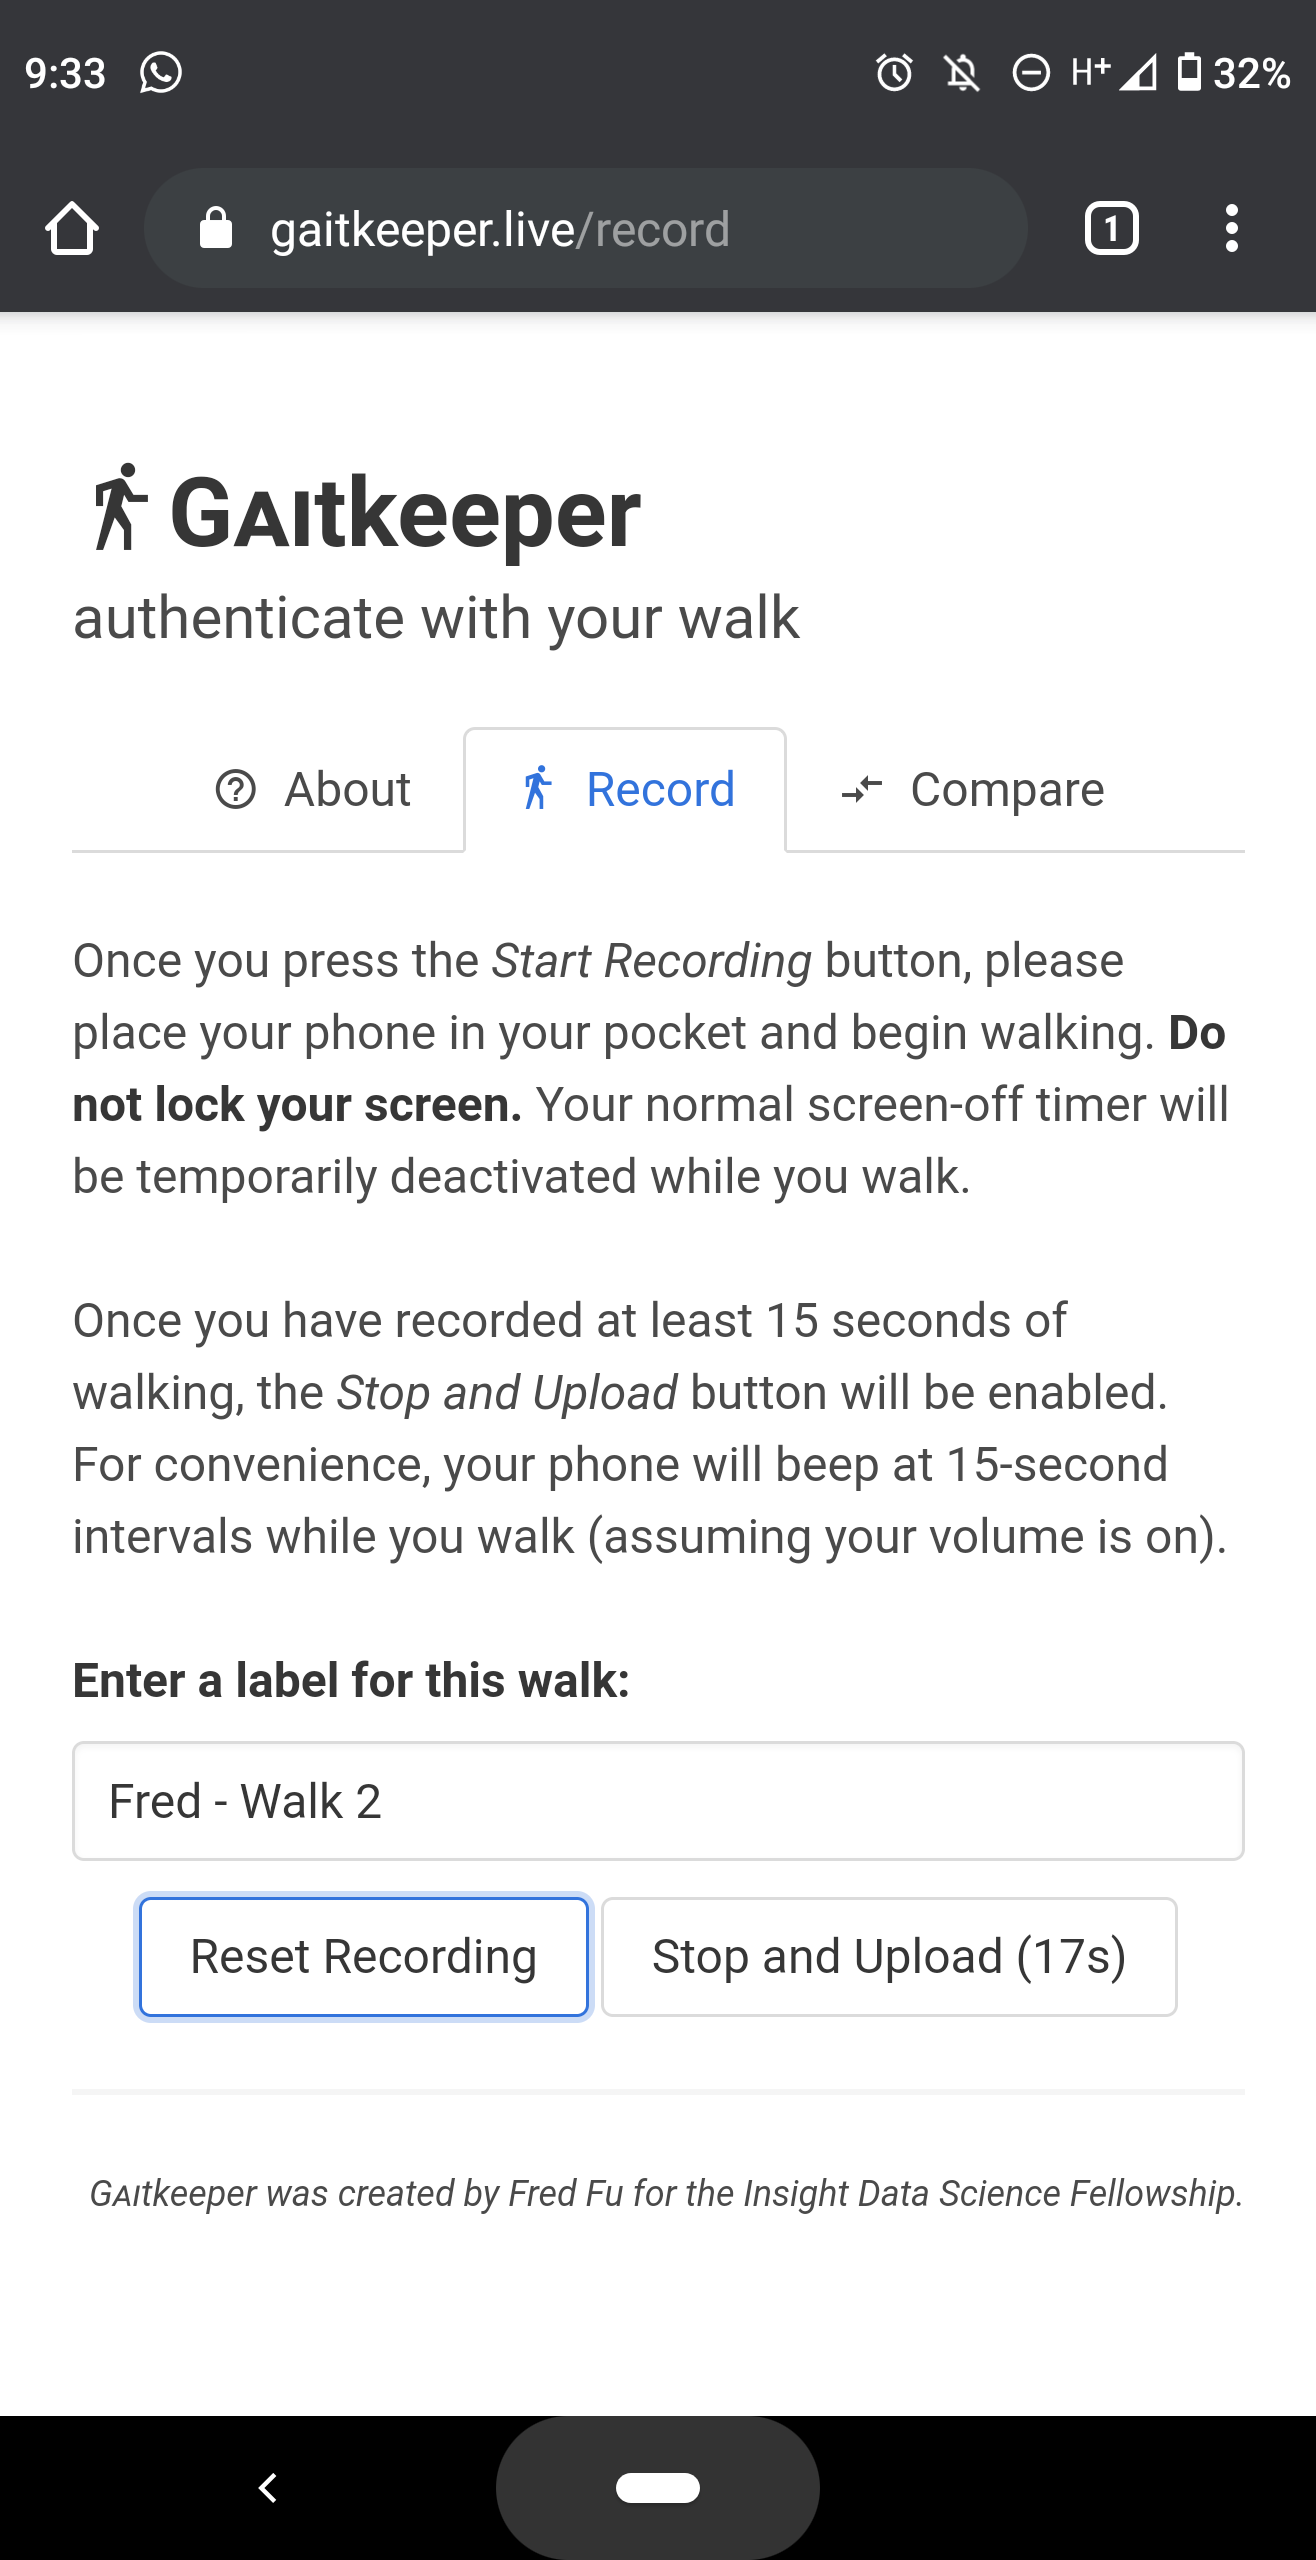 9:33 H+ 32%
gaitkeeper.live/record 1
GAItkeeper
authenticate with your walk
About Record Compare
Once you press the Start Recording button, please
place your phone in your pocket and begin walking. Do
not lock your screen. Your normal screen-off timer will
be temporarily deactivated while you walk.
Once you have recorded at least 15 seconds of
walking, the Stop and Upload button will be enabled.
For convenience, your phone will beep at 15-second
intervals while you walk (assuming your volume is on).
Enter a label for this walk:
Fred - Walk 2
Reset Recording Stop and Upload (17s)
GAItkeeper was created by Fred Fu for the Insight Data Science Fellowship.